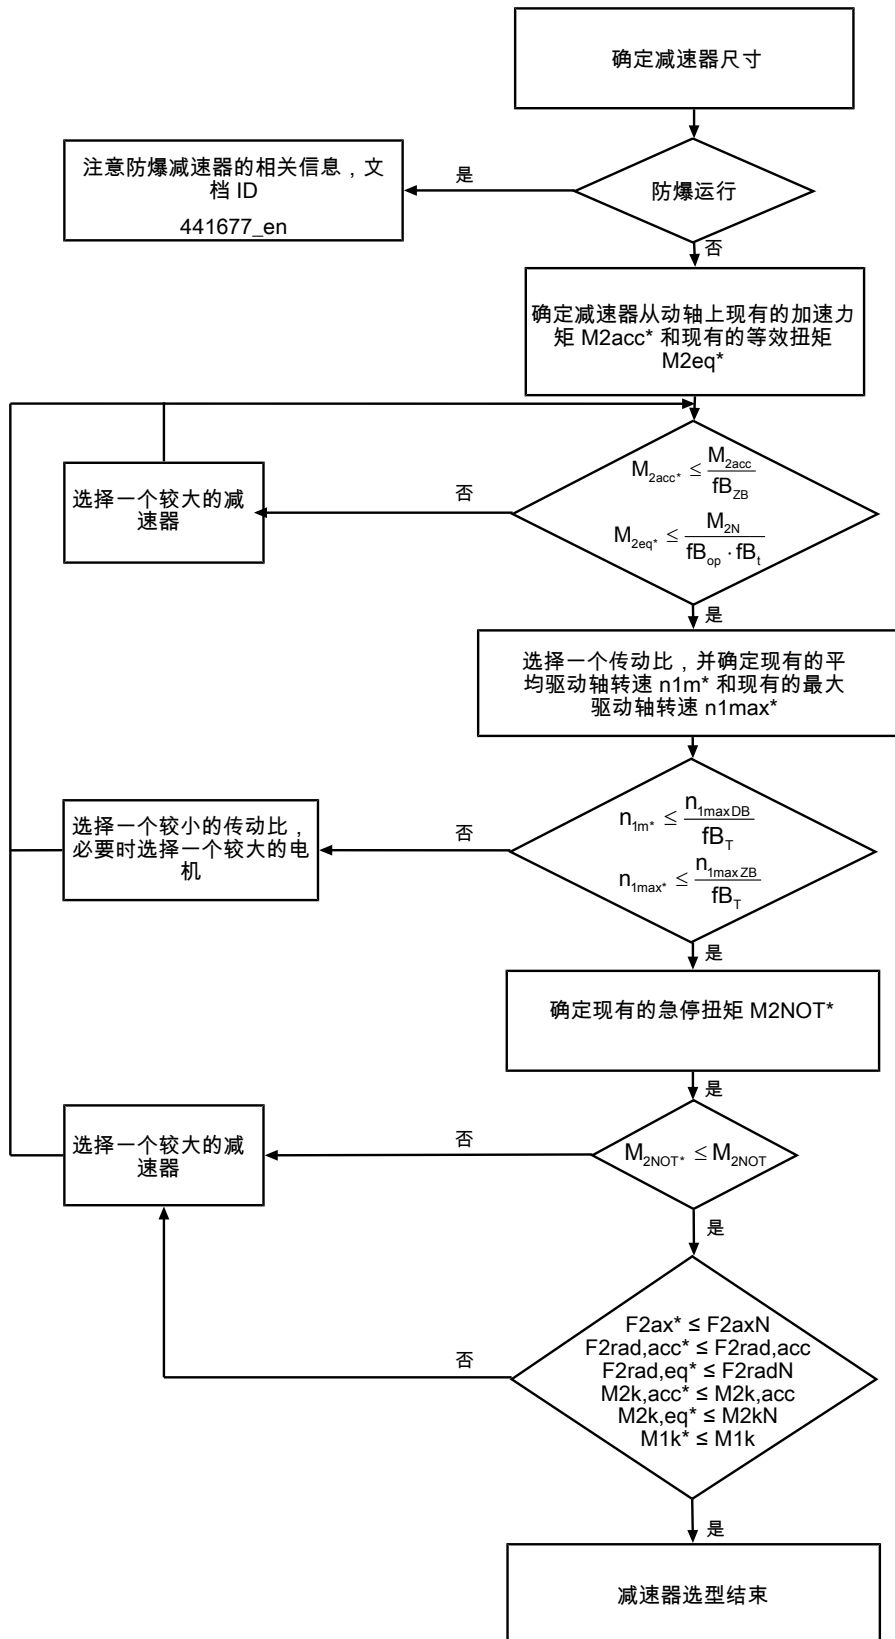 确定减速器尺寸
注意防爆减速器的相关信息，文
档 ID
441677_en
是
防爆运行
否
确定减速器从动轴上现有的加速力
矩 M2acc* 和现有的等效扭矩
M2eq*
选择一个较大的减
速器
否
M2acc* ≤ M2acc / fBZB
M2eq* ≤ M2N / fBop · fBt
是
选择一个传动比，并确定现有的平
均驱动轴转速 n1m* 和现有的最大
驱动轴转速 n1max*
选择一个较小的传动比，
必要时选择一个较大的电
机
否
n1m* ≤ n1maxDB / fBT
n1max* ≤ n1maxZB / fBT
是
确定现有的急停扭矩 M2NOT*
是
选择一个较大的减
速器
否
M2NOT* ≤ M2NOT
是
否
F2ax* ≤ F2axN
F2rad,acc* ≤ F2rad,acc
F2rad,eq* ≤ F2radN
M2k,acc* ≤ M2k,acc
M2k,eq* ≤ M2kN
M1k* ≤ M1k
是
减速器选型结束